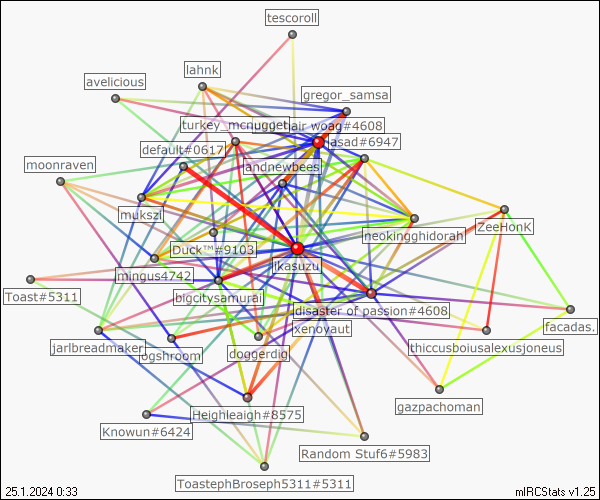 tescoroll
lahnk
avelicious
gregor_samsa
turkey_mcnugget
hair woag#4608
default#0617
asad#6947
moonraven
andnewbees
mukszi
ZeeHonK
neokingghidorah
Duck™#9103
ikasuzu
mingus4742
Toast#5311
bigcitysamurai
disaster of passion#4608
facadas.
xenoyaut
jarlbreadmaker
ogshroom
doggerdig
thiccusboiusalexusjoneus
gazpachoman
Heighleaigh#8575
Knowun#6424
Random Stuf6#5983
ToastephBroseph5311#5311
25.1.2024 0:33
mIRCStats v1.25